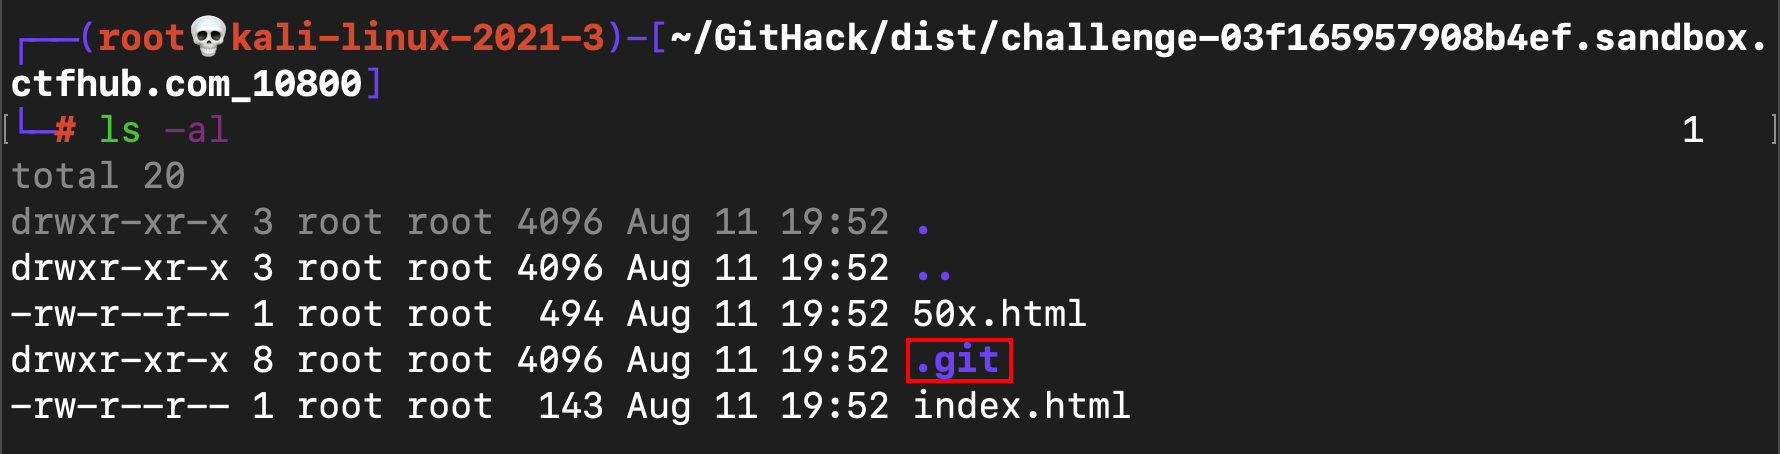 ┌──(root💀kali-linux-2021-3)-[~/GitHack/dist/challenge-03f165957908b4ef.sandbox.
ctfhub.com_10800]
└─# ls -al 1
total 20
drwxr-xr-x 3 root root 4096 Aug 11 19:52 .
drwxr-xr-x 3 root root 4096 Aug 11 19:52 ..
-rw-r--r-- 1 root root  494 Aug 11 19:52 50x.html
drwxr-xr-x 8 root root 4096 Aug 11 19:52 .git
-rw-r--r-- 1 root root  143 Aug 11 19:52 index.html